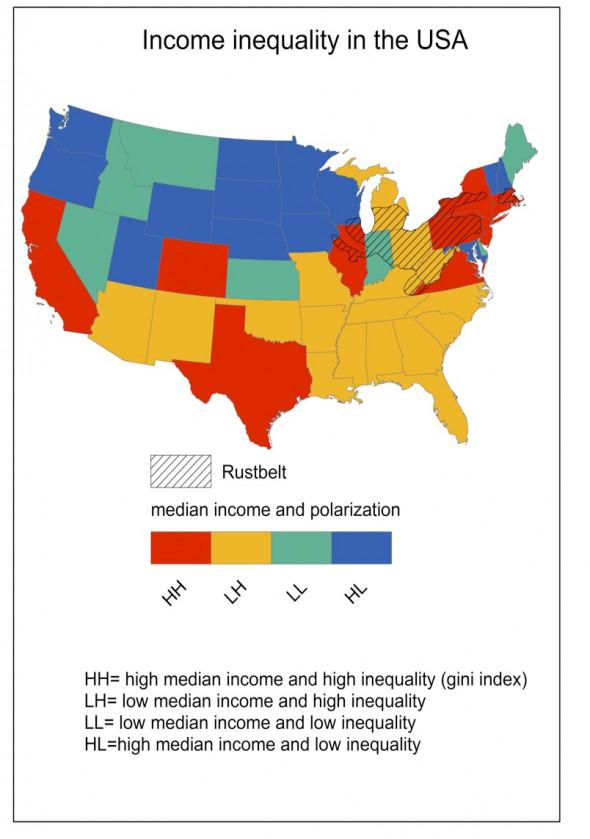 Income inequality in the USA
Rustbelt
median income and polarization
HH
LH
LL
HL
HH= high median income and high inequality (gini index)
LH= low median income and high inequality
LL= low median income and low inequality
HL=high median income and low inequality